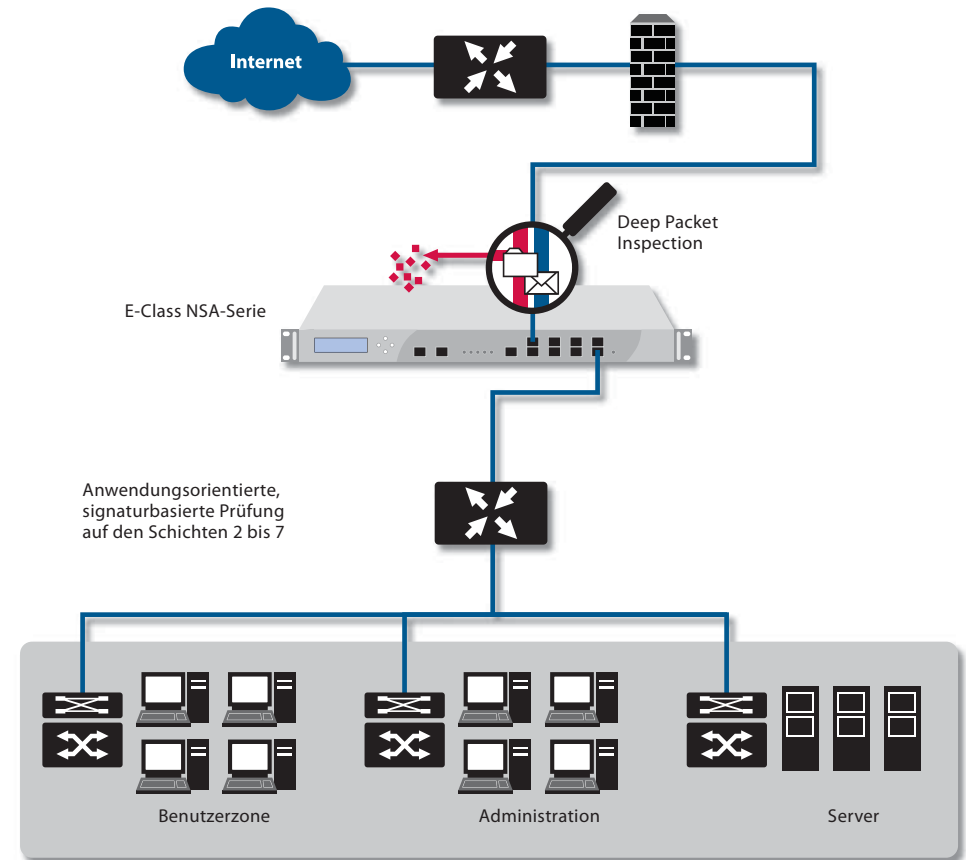 Internet
Deep Packet
Inspection
E-Class NSA-Serie
Anwendungsorientierte,
signaturbasierte Prüfung
auf den Schichten 2 bis 7
Benutzerzone
Administration
Server